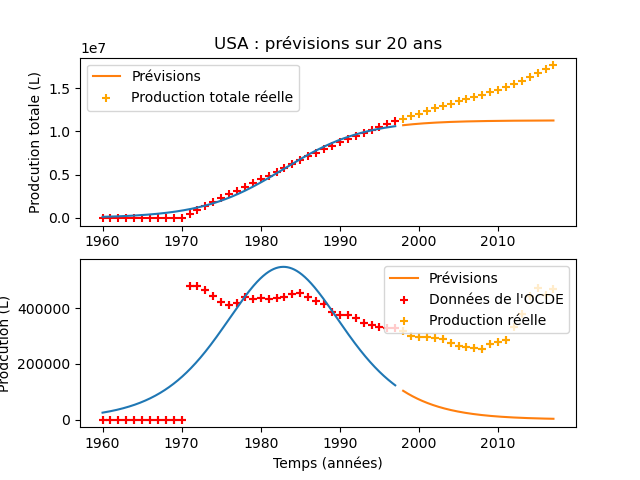 USA : prévisions sur 20 ans
1e7
Prodcution totale (L)
1.5
1.0
0.5
0.0
Prévisions
Production totale réelle
1960 1970 1980 1990 2000 2010
Prodcution (L)
400000
200000
0
Prévisions
Données de l'OCDE
Production réelle
1960 1970 1980 1990 2000 2010
Temps (années)